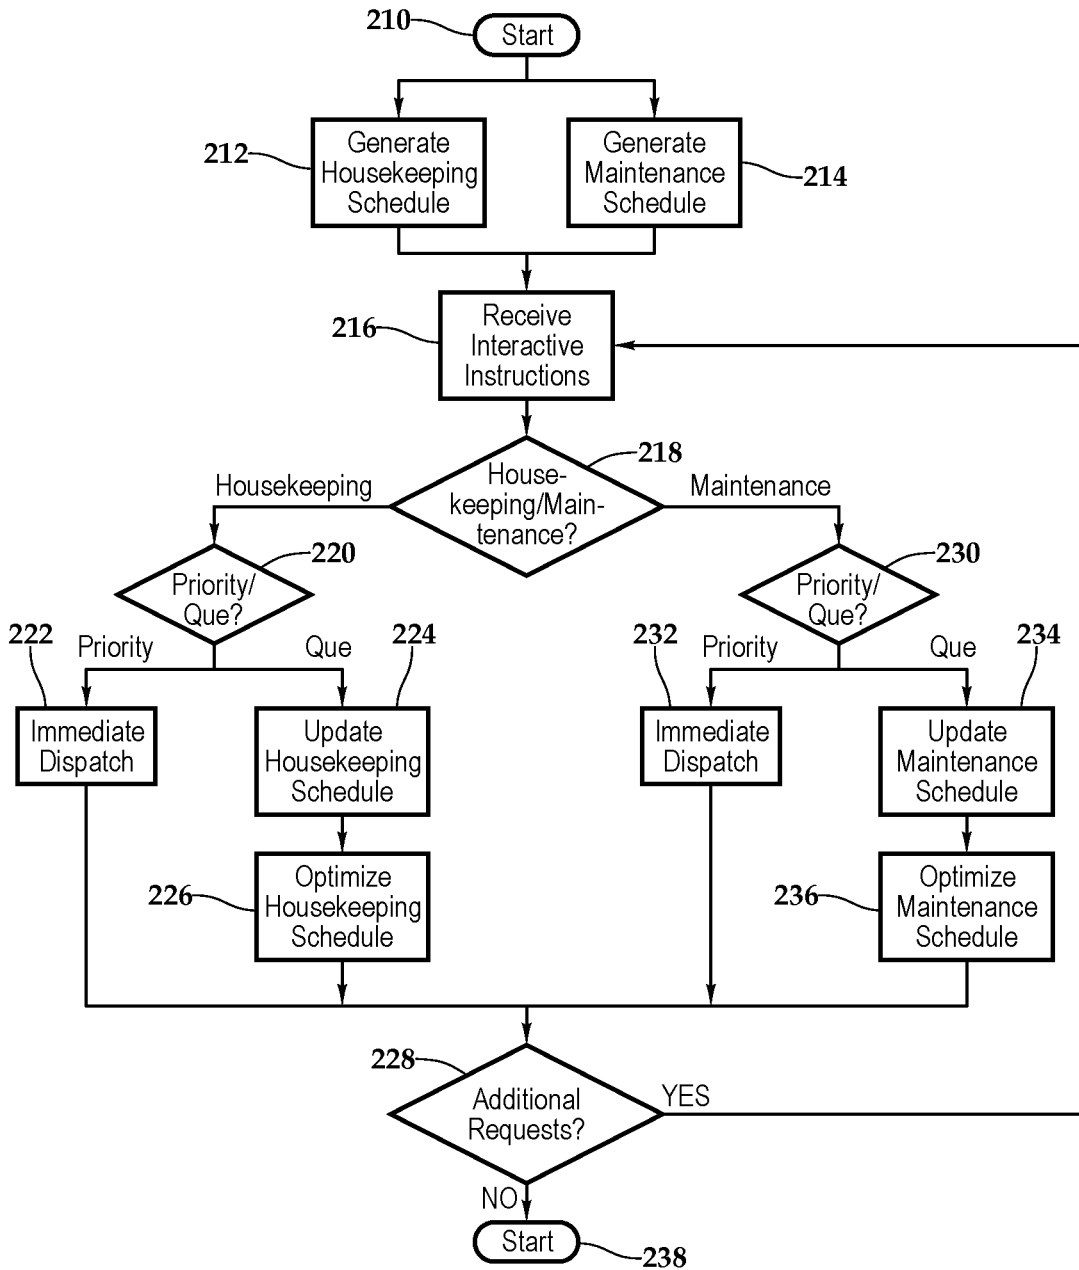 210
Start
212
Generate
Housekeeping
Schedule
Generate
Maintenance
Schedule
214
216
Receive
Interactive
Instructions
218
House-
keeping/Main-
tenance?
Housekeeping
Maintenance
220
Priority/
Que?
230
Priority/
Que?
222
Priority
Que
224
232
Priority
Que
234
Immediate
Dispatch
Update
Housekeeping
Schedule
Immediate
Dispatch
Update
Maintenance
Schedule
226
Optimize
Housekeeping
Schedule
236
Optimize
Maintenance
Schedule
228
Additional
Requests?
YES
NO
Start
238